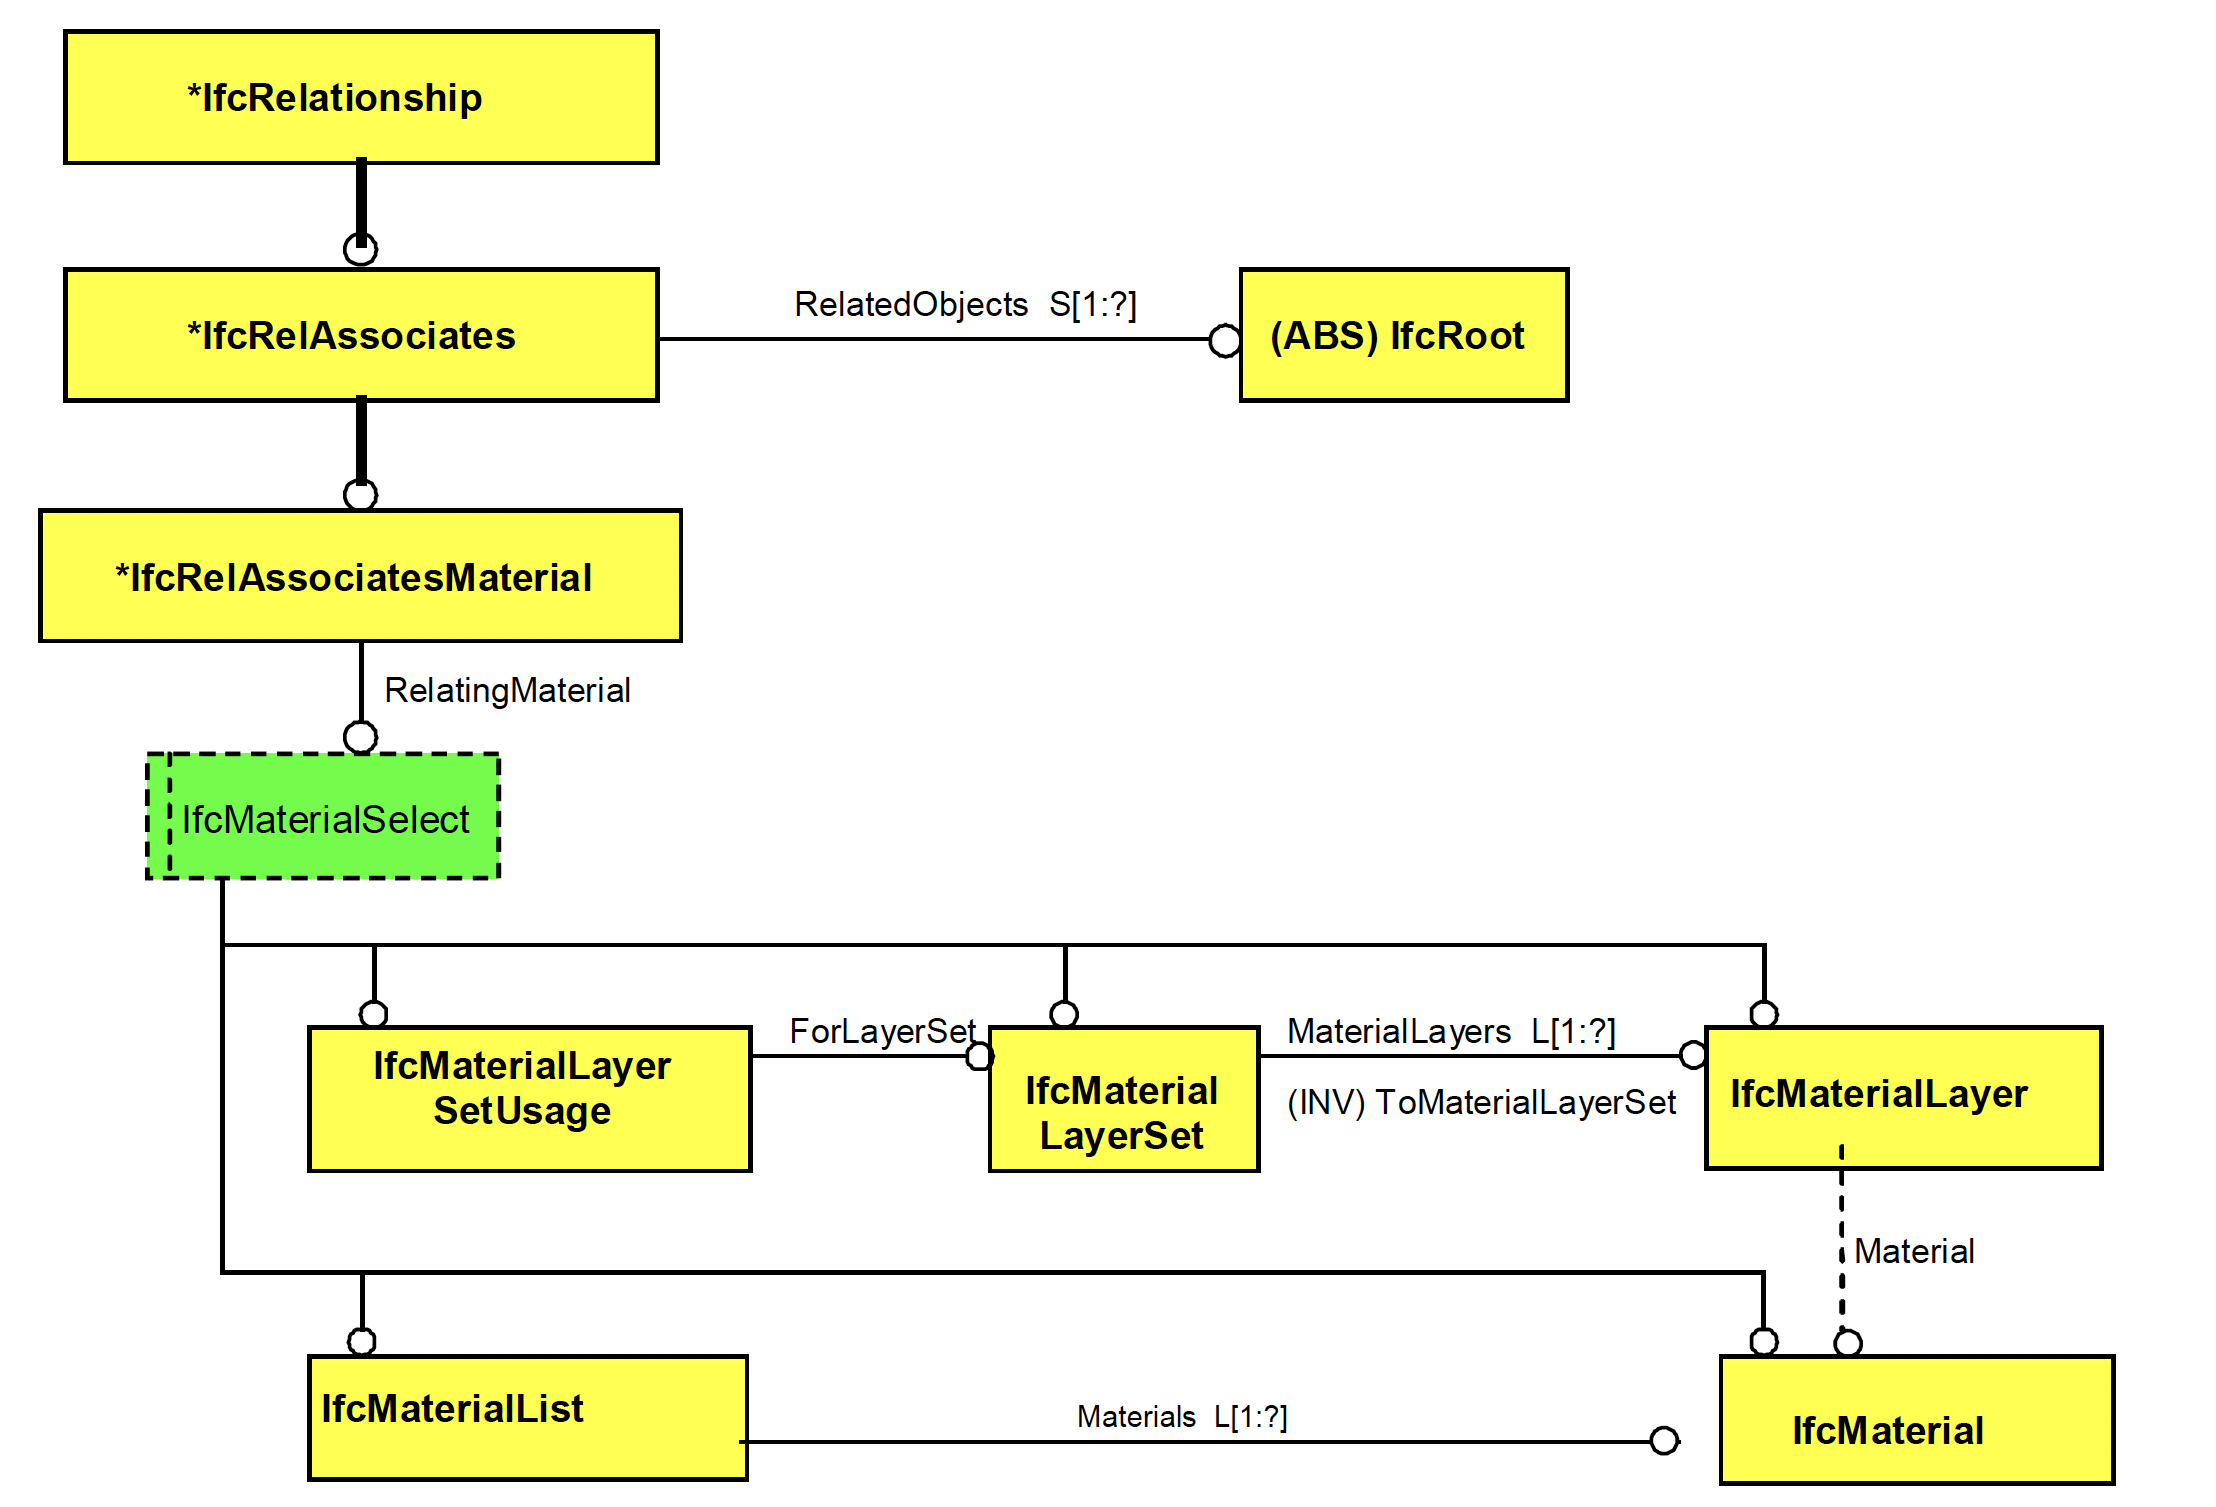 *IfcRelationship
*IfcRelAssociates
RelatedObjects S[1:?]
(ABS) IfcRoot
*IfcRelAssociatesMaterial
RelatingMaterial
IfcMaterialSelect
IfcMaterialLayer
SetUsage
ForLayerSet
IfcMaterial
LayerSet
MaterialLayers L[1:?]
(INV) ToMaterialLayerSet
IfcMaterialLayer
Material
IfcMaterialList
Materials L[1:?]
IfcMaterial